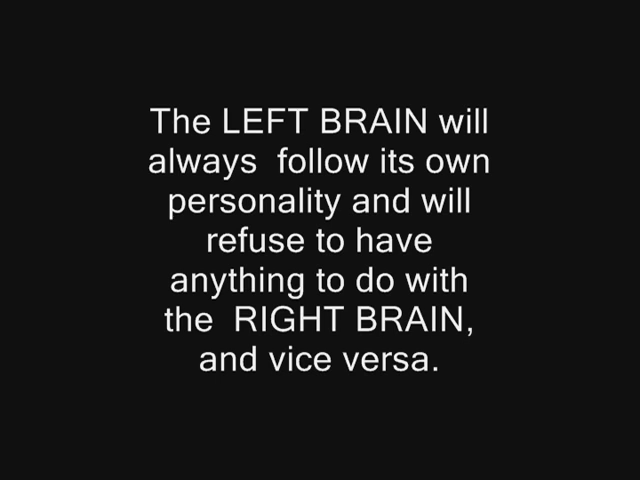 The LEFT BRAIN will
always  follow its own
personality and will
refuse to have
anything to do with
the  RIGHT BRAIN,
and vice versa.